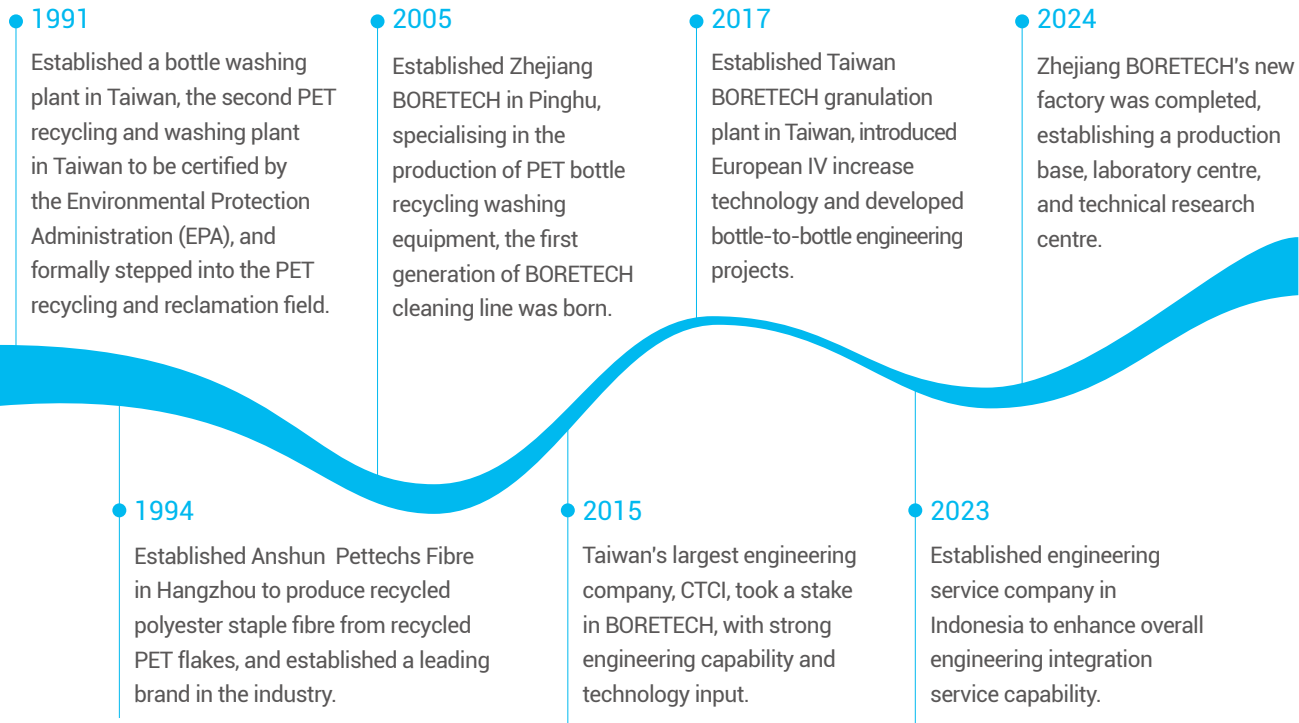 1991
Established a bottle washing
plant in Taiwan, the second PET
recycling and washing plant
in Taiwan to be certified by
the Environmental Protection
Administration (EPA), and
formally stepped into the PET
recycling and reclamation field.
2005
Established Zhejiang
BORETECH in Pinghu,
specialising in the
production of PET bottle
recycling washing
equipment, the first
generation of BORETECH
cleaning line was born.
2017
Established Taiwan
BORETECH granulation
plant in Taiwan, introduced
European IV increase
technology and developed
bottle-to-bottle engineering
projects.
2024
Zhejiang BORETECH's new
factory was completed,
establishing a production
base, laboratory centre,
and technical research
centre.
1994
Established Anshun Pettechs Fibre
in Hangzhou to produce recycled
polyester staple fibre from recycled
PET flakes, and established a leading
brand in the industry.
2015
Taiwan's largest engineering
company, CTCI, took a stake
in BORETECH, with strong
engineering capability and
technology input.
2023
Established engineering
service company in
Indonesia to enhance overall
engineering integration
service capability.